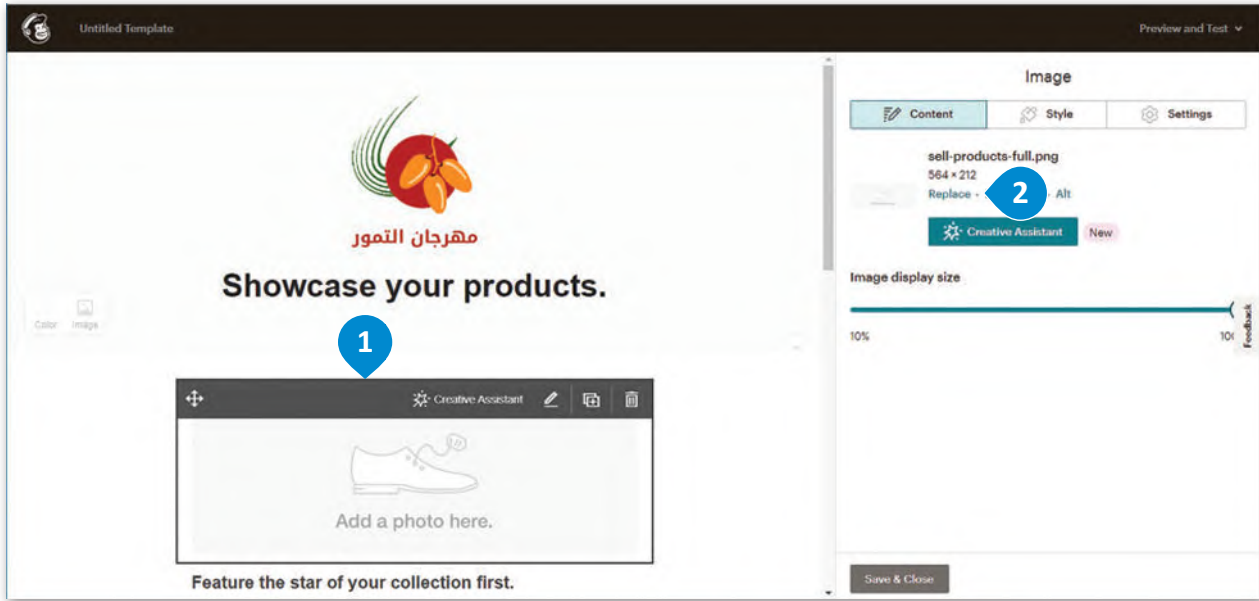 Untitled Template
Preview and Test
مهرجان التمور
Showcase your products.
Color Image
1
Creative Assistant
Add a photo here.
Feature the star of your collection first.
Image
Content Style Settings
sell-products-full.png
564 × 212
Replace - 2 - Alt
Creative Assistant New
Image display size
10% 10
Feedback
Save & Close